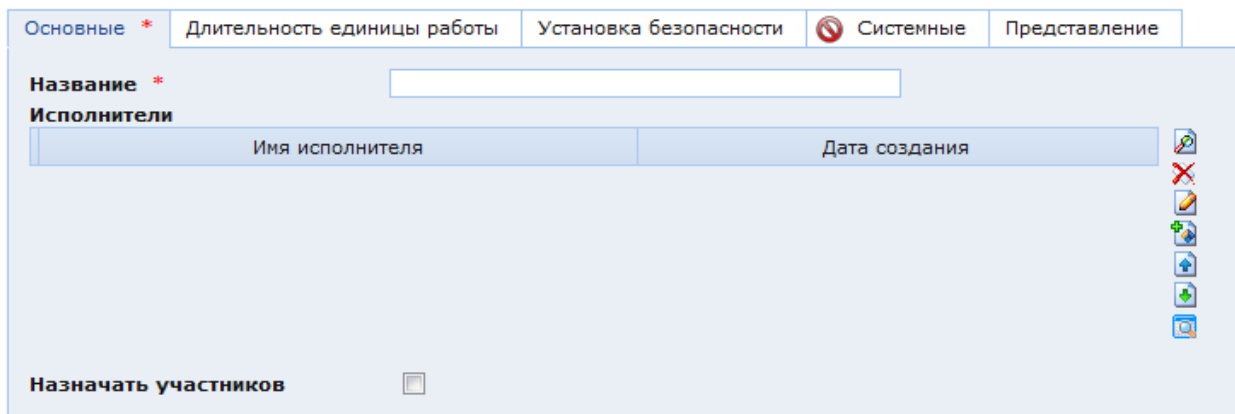 Основные * Длительность единицы работы Установка безопасности Системные Представление
Название *
Исполнители
Имя исполнителя Дата создания
Назначать участников